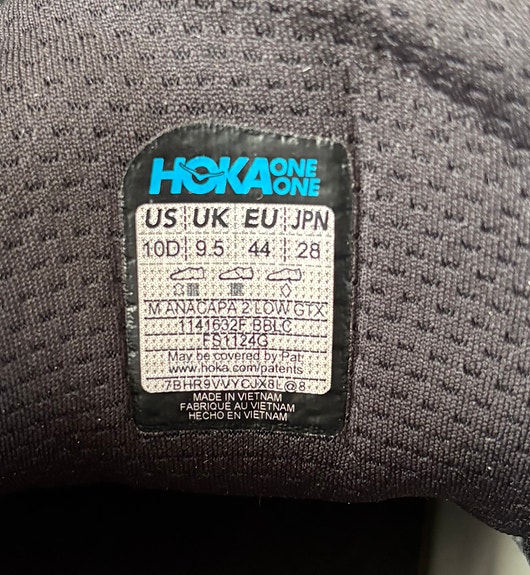 HOKA ONE ONE
US UK EU JPN
10D 9.5 44 28
M ANACAPA 2 LOW GTX
1141632F BBLC
FS1124G
May be covered by Pat:
www.hoka.com/patents
7BHR9VVYCJX8L@8
MADE IN VIETNAM
FABRIQUE AU VIETNAM
HECHO EN VIETNAM